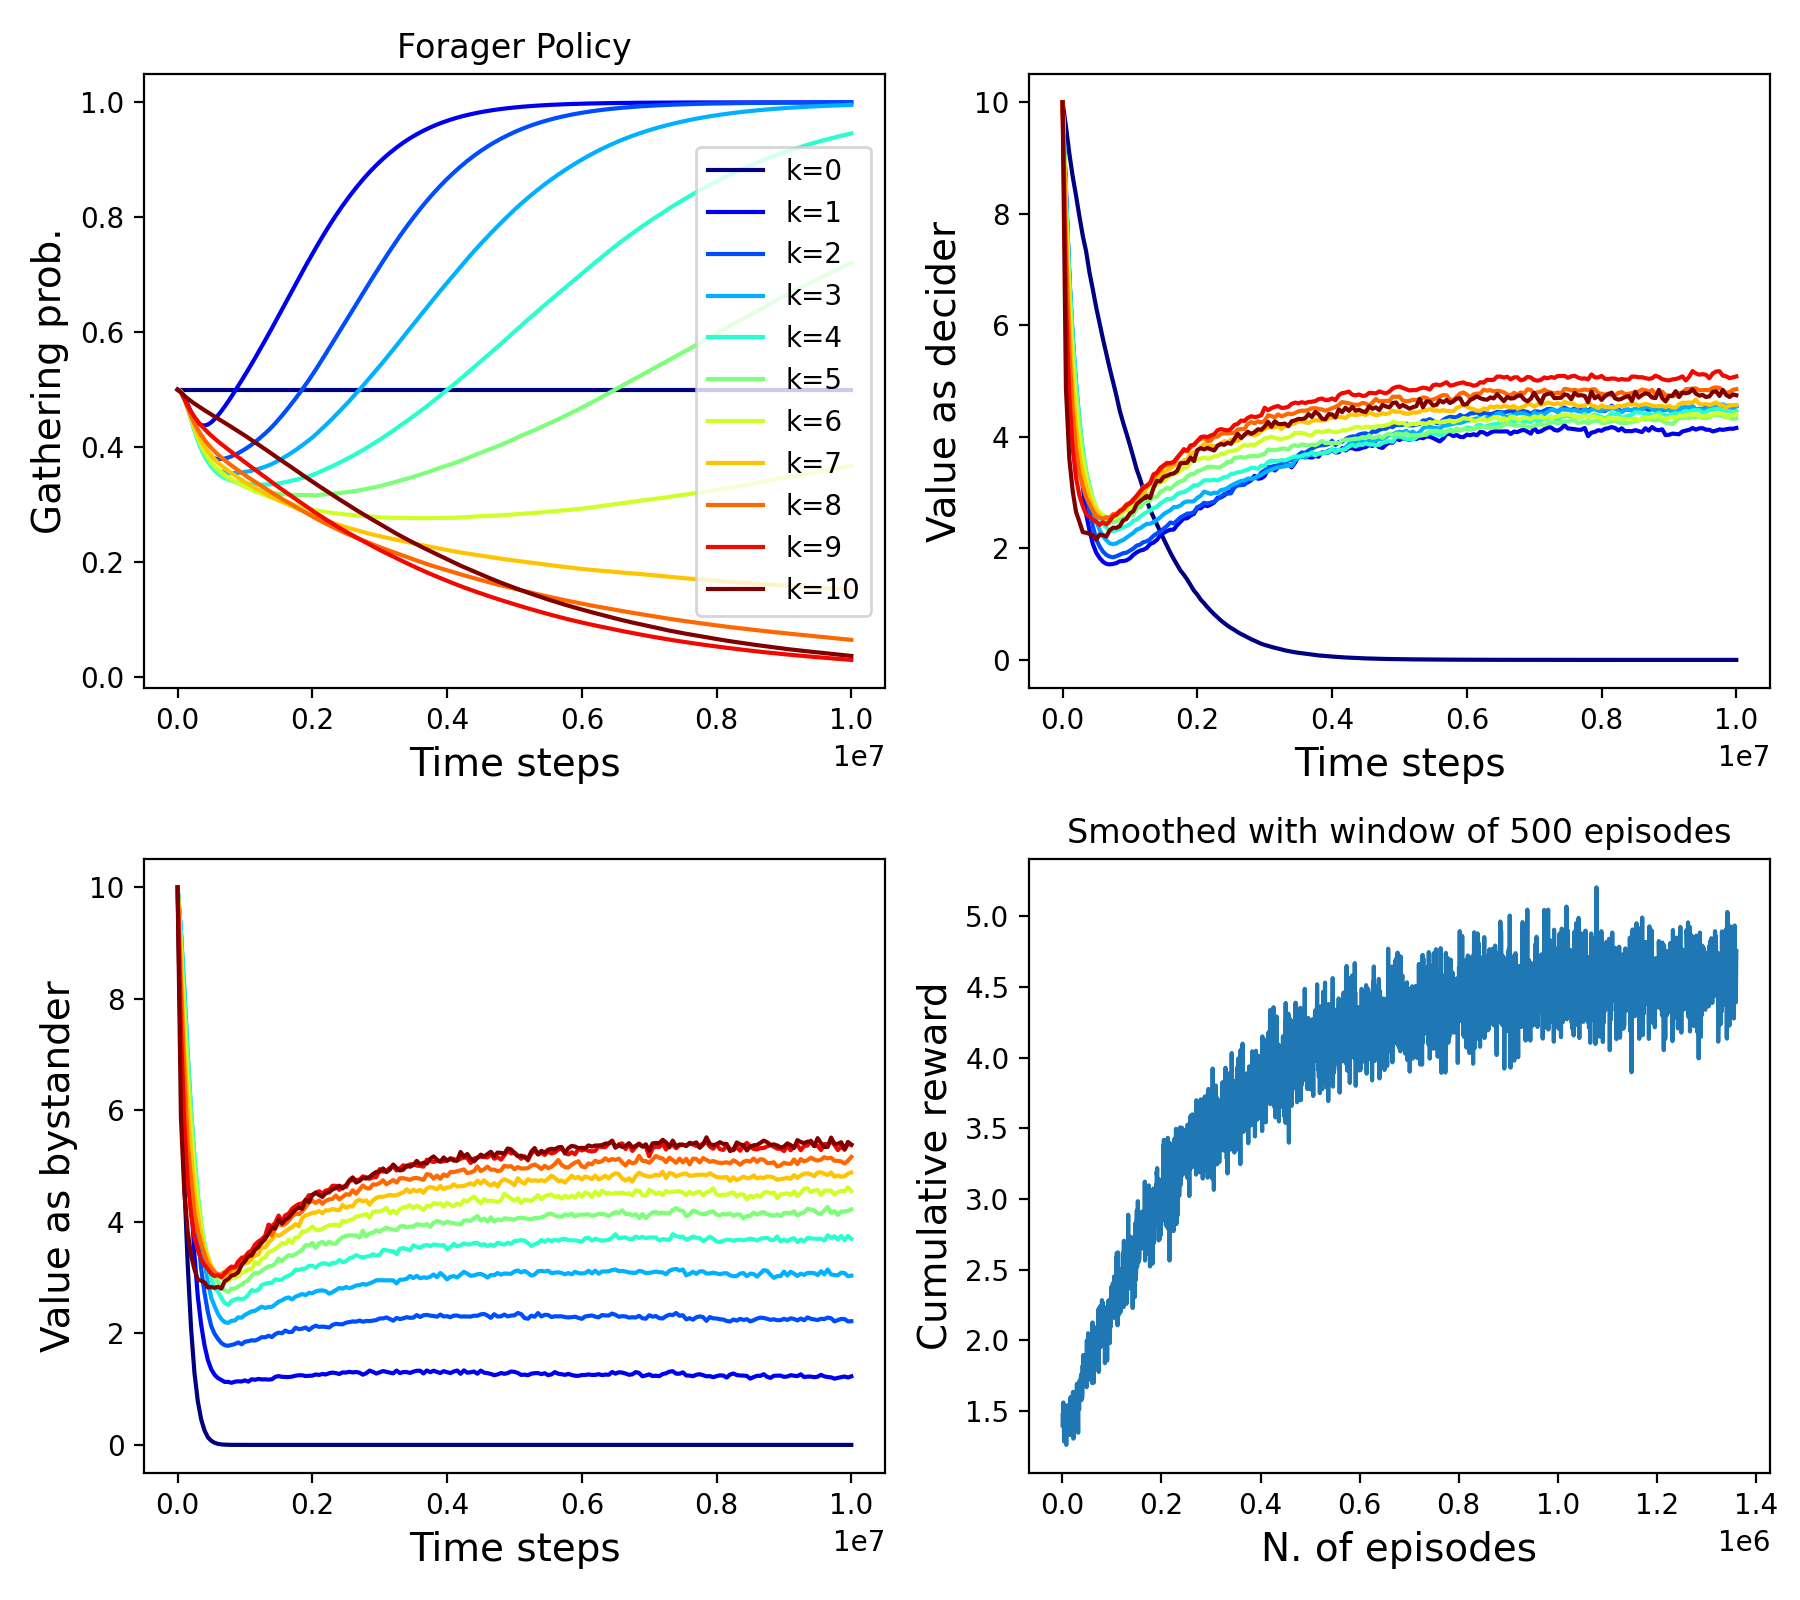 Forager Policy
Gathering prob.
1.0
0.8
0.6
0.4
0.2
0.0
k=0
k=1
k=2
k=3
k=4
k=5
k=6
k=7
k=8
k=9
k=10
0.0 0.2 0.4 0.6 0.8 1.0
1e7
Time steps
Value as decider
10
8
6
4
2
0
0.0 0.2 0.4 0.6 0.8 1.0
1e7
Time steps
Value as bystander
10
8
6
4
2
0
0.0 0.2 0.4 0.6 0.8 1.0
1e7
Time steps
Smoothed with window of 500 episodes
Cumulative reward
5.0
4.5
4.0
3.5
3.0
2.5
2.0
1.5
0.0 0.2 0.4 0.6 0.8 1.0 1.2 1.4
1e6
N. of episodes